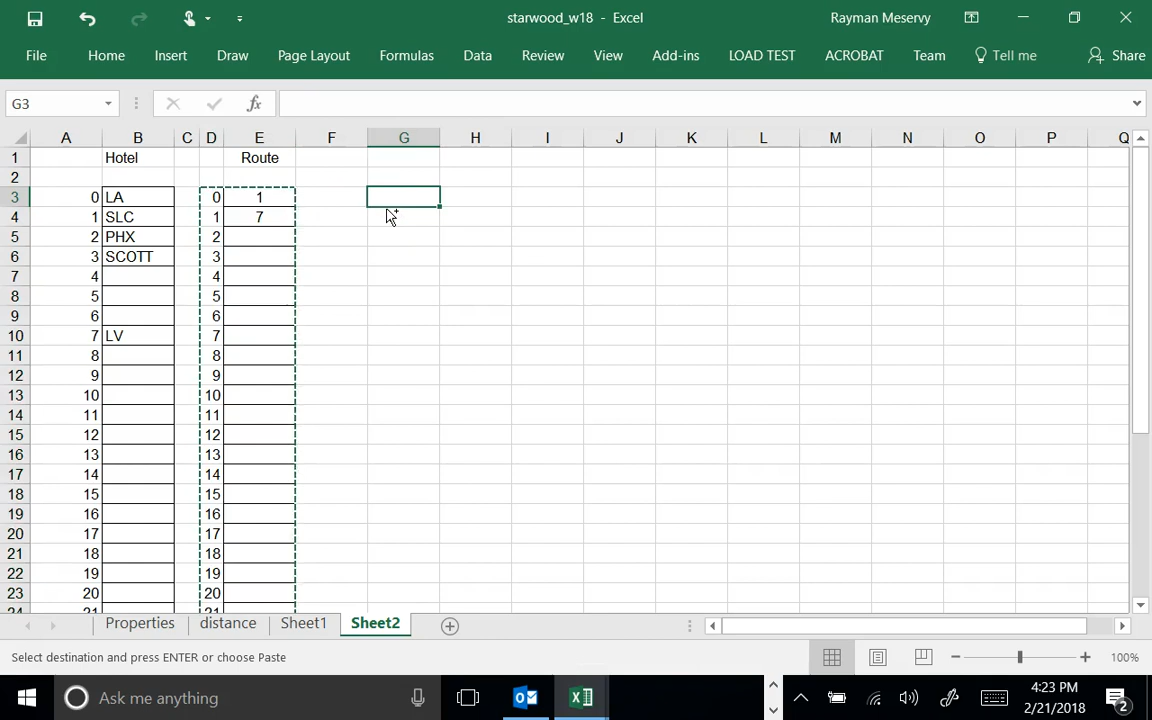 starwood_w18 - Excel
Rayman Meservy
File Home Insert Draw Page Layout Formulas Data Review View Add-ins LOAD TEST ACROBAT Team Tell me Share
G3 fx
A B C D E F G H I J K L M N O P Q
1 Hotel Route
2
3 0 LA 0 1
4 1 SLC 1 7
5 2 PHX 2
6 3 SCOTT 3
7 4 4
8 5 5
9 6 6
10 7 LV 7
11 8 8
12 9 9
13 10 10
14 11 11
15 12 12
16 13 13
17 14 14
18 15 15
19 16 16
20 17 17
21 18 18
22 19 19
23 20 20
24 21 21
Properties distance Sheet1 Sheet2
Select destination and press ENTER or choose Paste
100%
Ask me anything
4:23 PM
2/21/2018
2